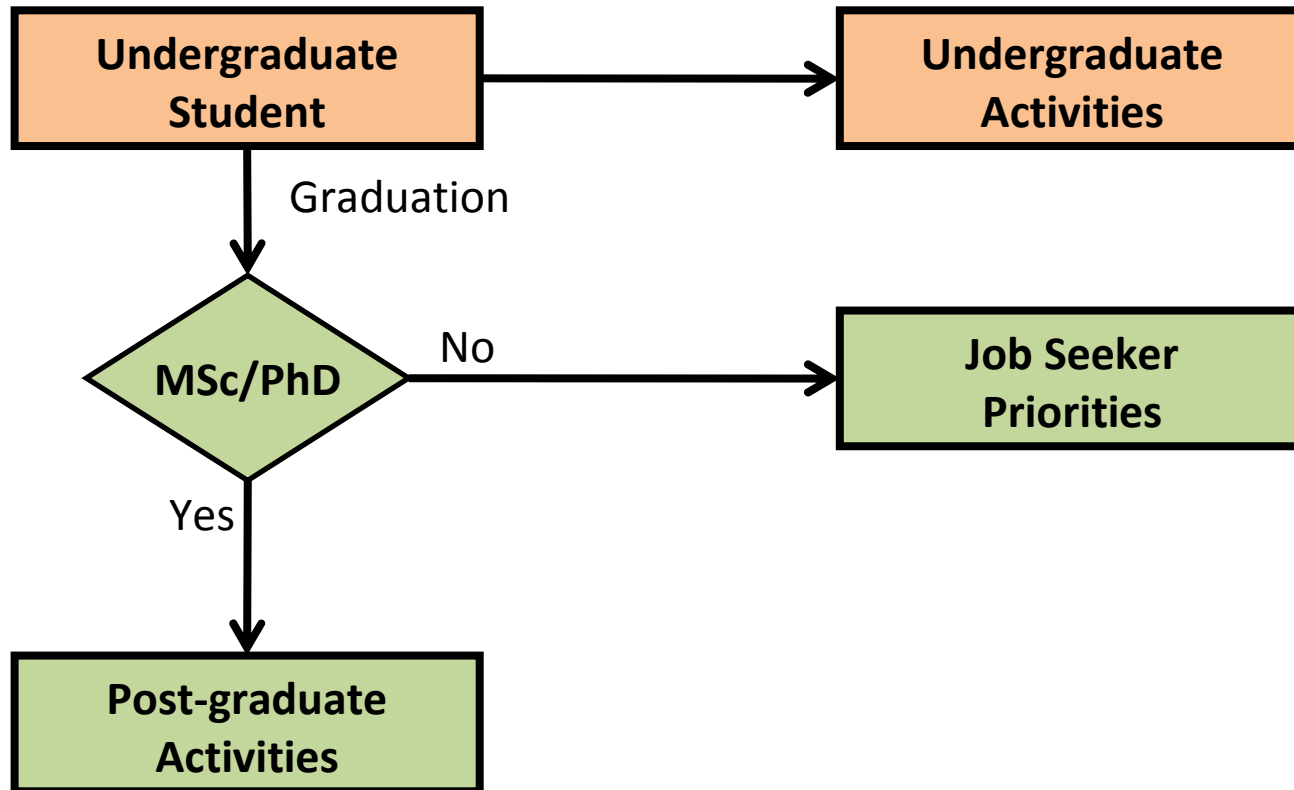 Undergraduate
Student
Undergraduate
Activities
Graduation
MSc/PhD
No
Job Seeker
Priorities
Yes
Post-graduate
Activities